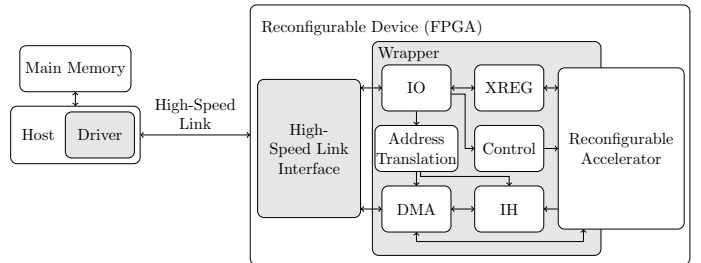 Reconfigurable Device (FPGA)
Wrapper
Main Memory
IO
XREG
High-Speed
Link
Host
Driver
High-
Speed Link
Interface
Address
Translation
Control
Reconfigurable
Accelerator
DMA
IH